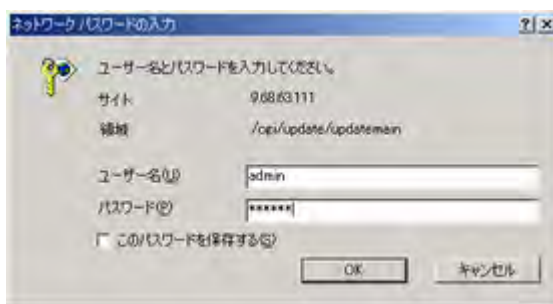 ネットワーク パスワードの入力
ユーザー名とパスワードを入力してください。
サイト 9.68.63.111
領域 /cpi/update/updatemain
ユーザー名(U) admin
パスワード(P) ******
このパスワードを保存する(S)
OK キャンセル